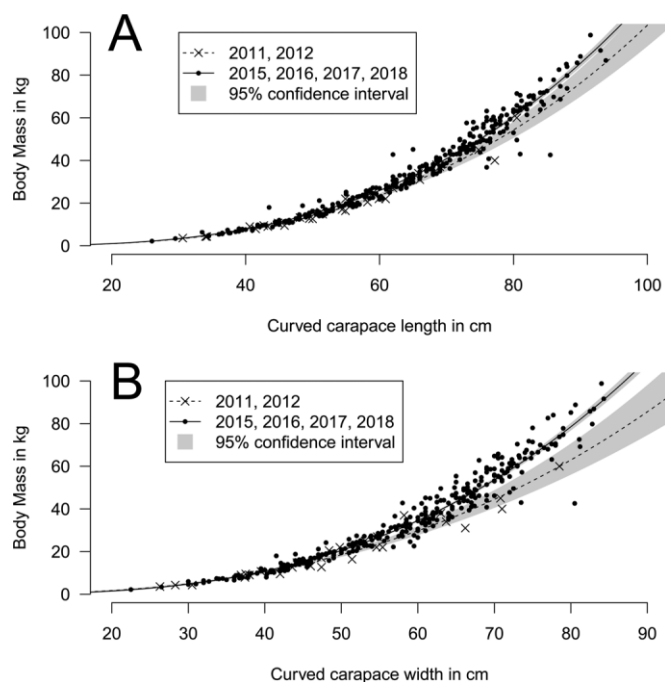 A
2011, 2012
2015, 2016, 2017, 2018
95% confidence interval
Body Mass in kg
100
80
60
40
20
0
20
40
60
80
100
Curved carapace length in cm
B
2011, 2012
2015, 2016, 2017, 2018
95% confidence interval
Body Mass in kg
100
80
60
40
20
0
20
30
40
50
60
70
80
90
Curved carapace width in cm